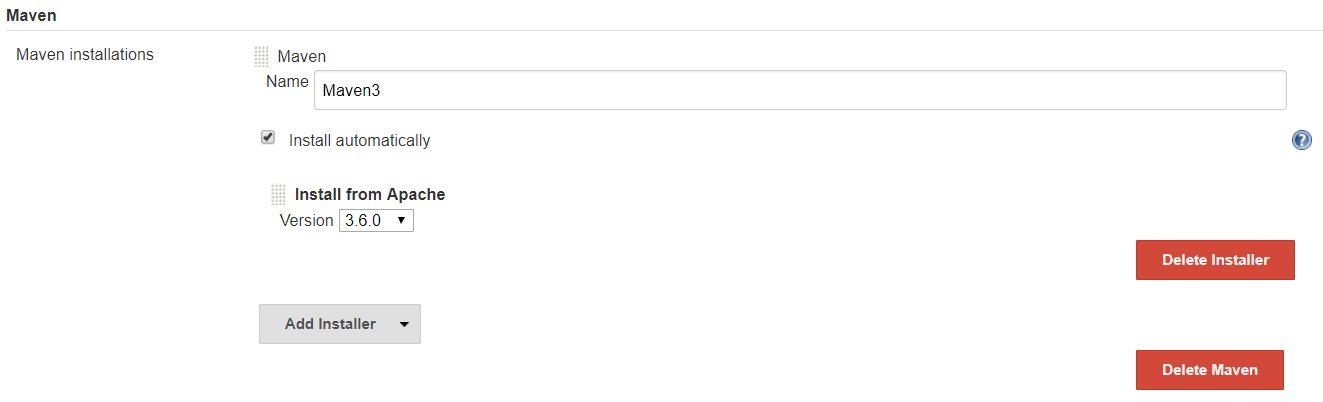 Maven
Maven installations
Maven
Name
Maven3
Install automatically
?
Install from Apache
Version 3.6.0
Delete Installer
Add Installer
Delete Maven